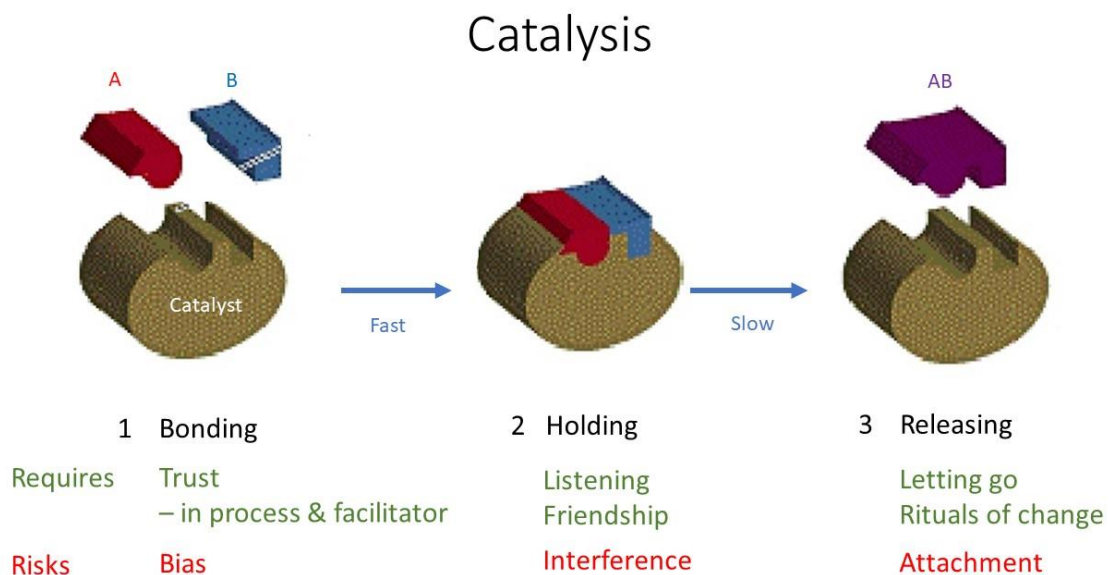 Catalysis
A B AB
Catalyst
Fast Slow
1 Bonding 2 Holding 3 Releasing
Requires Trust Listening Letting go
– in process & facilitator Friendship Rituals of change
Risks Bias Interference Attachment